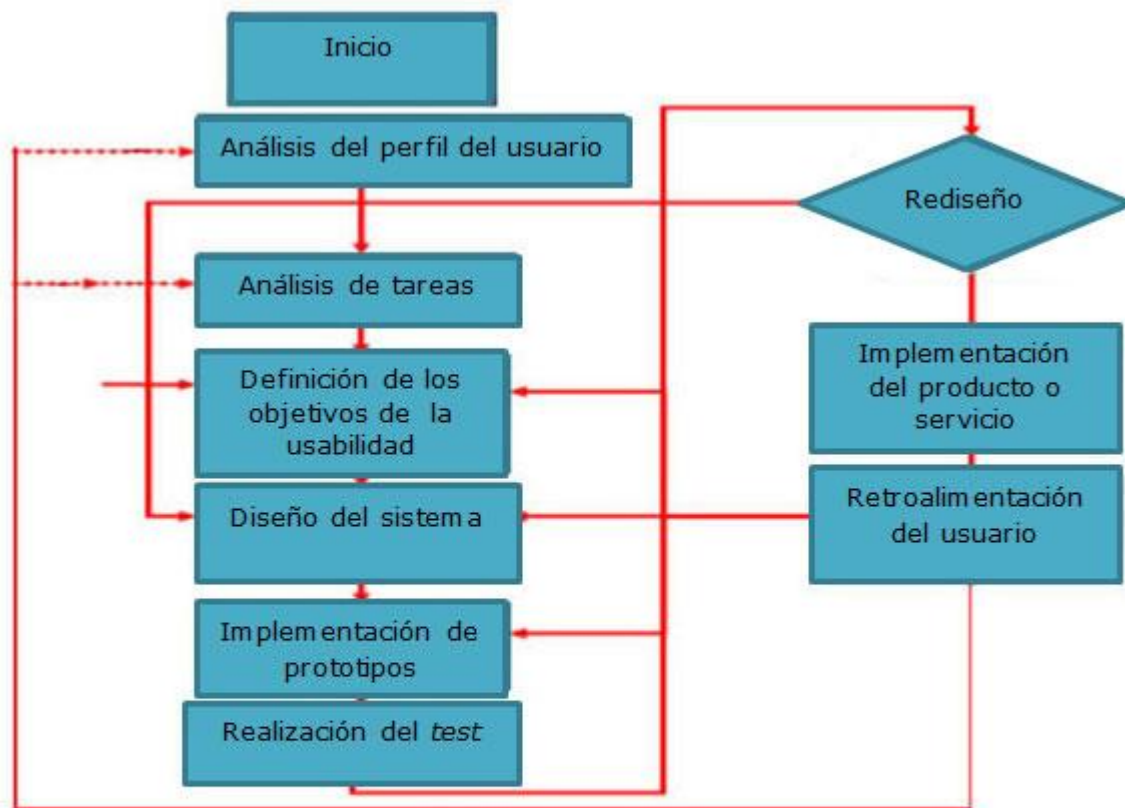 Inicio
Análisis del perfil del usuario
Análisis de tareas
Definición de los
objetivos de la
usabilidad
Diseño del sistema
Implementación de
prototipos
Realización del test
Rediseño
Implementación
del producto o
servicio
Retroalimentación
del usuario